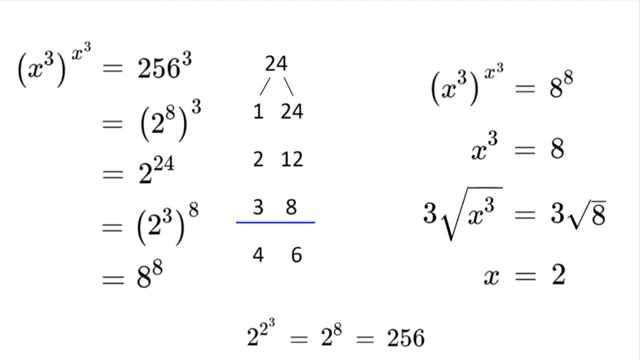 (x³)^x³ = 256³
= (2⁸)³
= 2²⁴
= (2³)⁸
= 8⁸
24
1 24
2 12
3 8
4 6
(x³)^x³ = 8⁸
x³ = 8
3√x³ = 3√8
x = 2
2^2³ = 2⁸ = 256